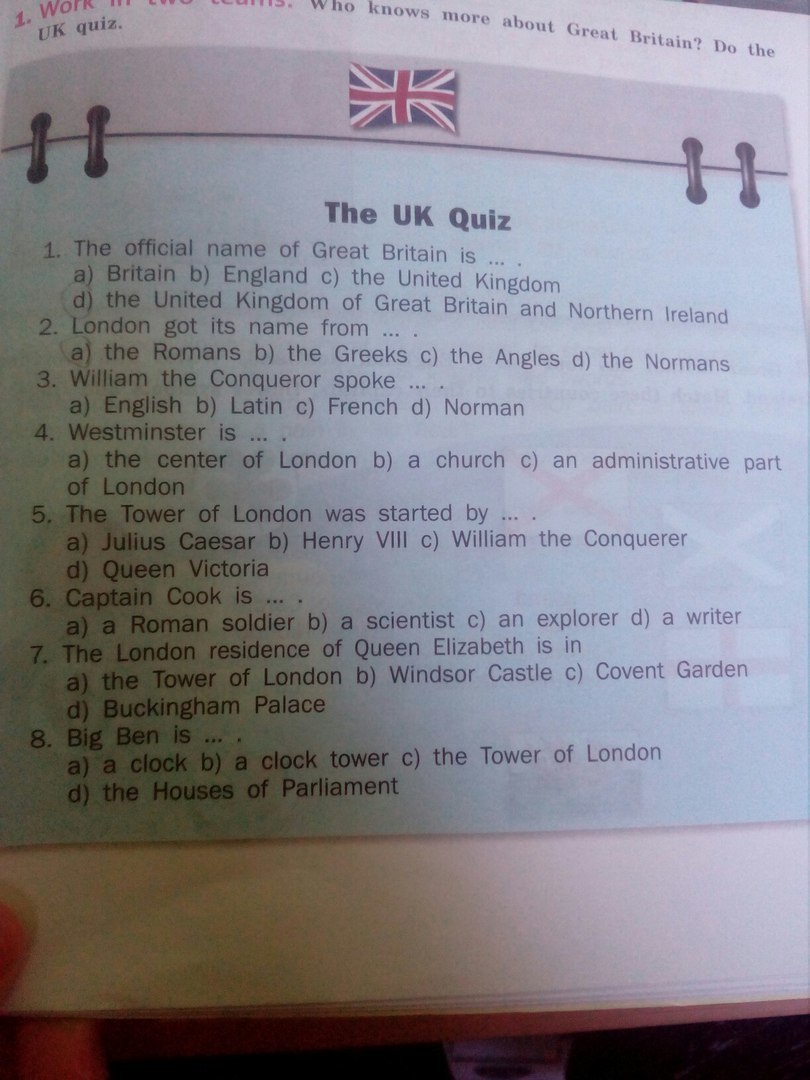 1. Work in two teams. Who knows more about Great Britain? Do the
UK quiz.
The UK Quiz
1. The official name of Great Britain is ... .
a) Britain b) England c) the United Kingdom
d) the United Kingdom of Great Britain and Northern Ireland
2. London got its name from ... .
a) the Romans b) the Greeks c) the Angles d) the Normans
3. William the Conqueror spoke ... .
a) English b) Latin c) French d) Norman
4. Westminster is ... .
a) the center of London b) a church c) an administrative part
of London
5. The Tower of London was started by ... .
a) Julius Caesar b) Henry VIII c) William the Conquerer
d) Queen Victoria
6. Captain Cook is ... .
a) a Roman soldier b) a scientist c) an explorer d) a writer
7. The London residence of Queen Elizabeth is in
a) the Tower of London b) Windsor Castle c) Covent Garden
d) Buckingham Palace
8. Big Ben is ... .
a) a clock b) a clock tower c) the Tower of London
d) the Houses of Parliament